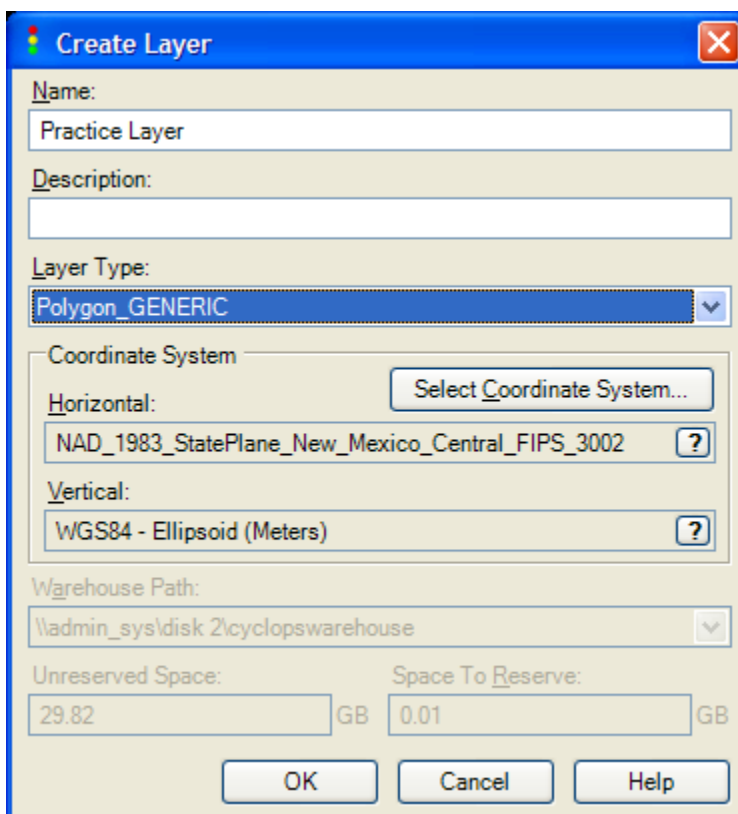 Create Layer
Name:
Practice Layer
Description:
Layer Type:
Polygon_GENERIC
Coordinate System
Select Coordinate System...
Horizontal:
NAD_1983_StatePlane_New_Mexico_Central_FIPS_3002 ?
Vertical:
WGS84 - Ellipsoid (Meters) ?
Warehouse Path:
\\admin_sys\disk 2\cyclopswarehouse
Unreserved Space: Space To Reserve:
29.82 GB 0.01 GB
OK Cancel Help